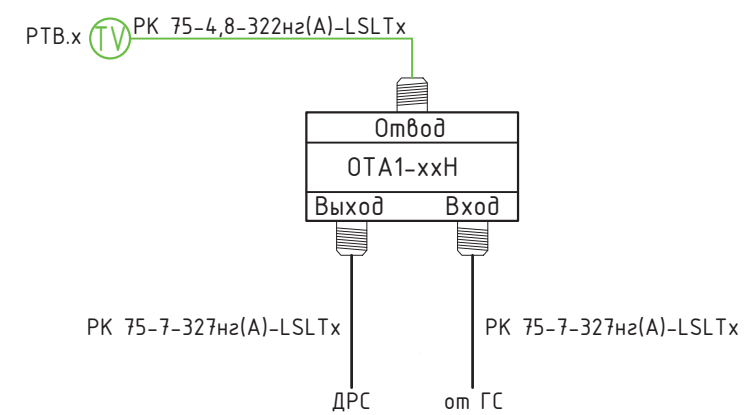 РТВ.х TV РК 75-4,8-322нг(А)-LSLTx
Отвод
ОТА1-ххН
Выход Вход
РК 75-7-327нг(А)-LSLTx РК 75-7-327нг(А)-LSLTx
ДРС от ГС